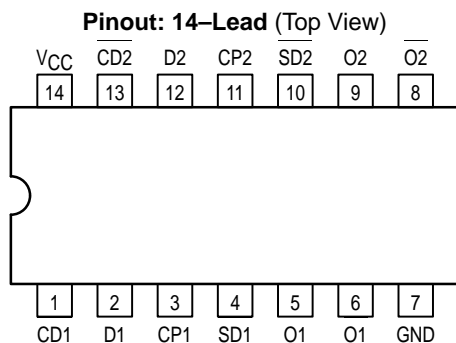 Pinout: 14–Lead (Top View)
VCC CD2 D2 CP2 SD2 O2 O2
14 13 12 11 10 9 8
1 2 3 4 5 6 7
CD1 D1 CP1 SD1 O1 O1 GND